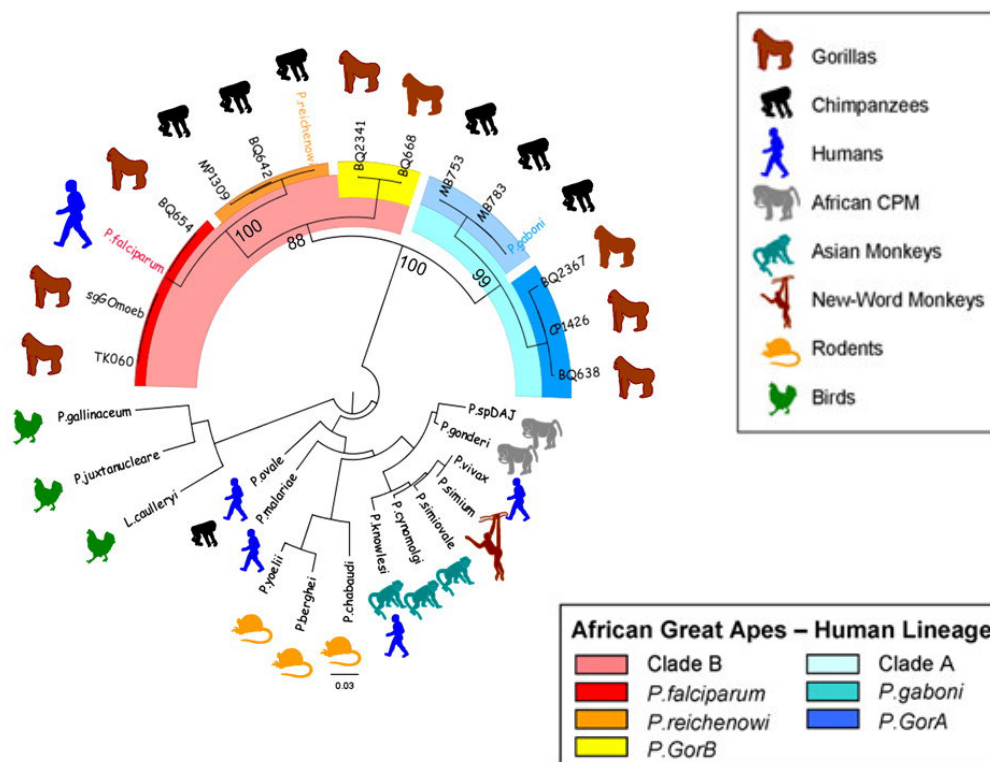 P.reichenowi
BQ642
MP1309
BQ654
P.falciparum
sgGOmoeb
TK060
BQ2341
BQ668
MB753
MB783
P.gaboni
BQ2367
CP1426
BQ638
100
88
100
99
P.gallinaceum
P.juxtanucleare
L.caulleryi
P.ovale
P.malariae
P.yoelii
P.berghei
P.chabaudi
P.knowlesi
P.cynomolgi
P.simiovale
P.simium
P.vivax
P.gonderi
P.spDAJ
0.03
Gorillas
Chimpanzees
Humans
African CPM
Asian Monkeys
New-Word Monkeys
Rodents
Birds
African Great Apes – Human Lineage
Clade B
Clade A
P.falciparum
P.gaboni
P.reichenowi
P.GorA
P.GorB